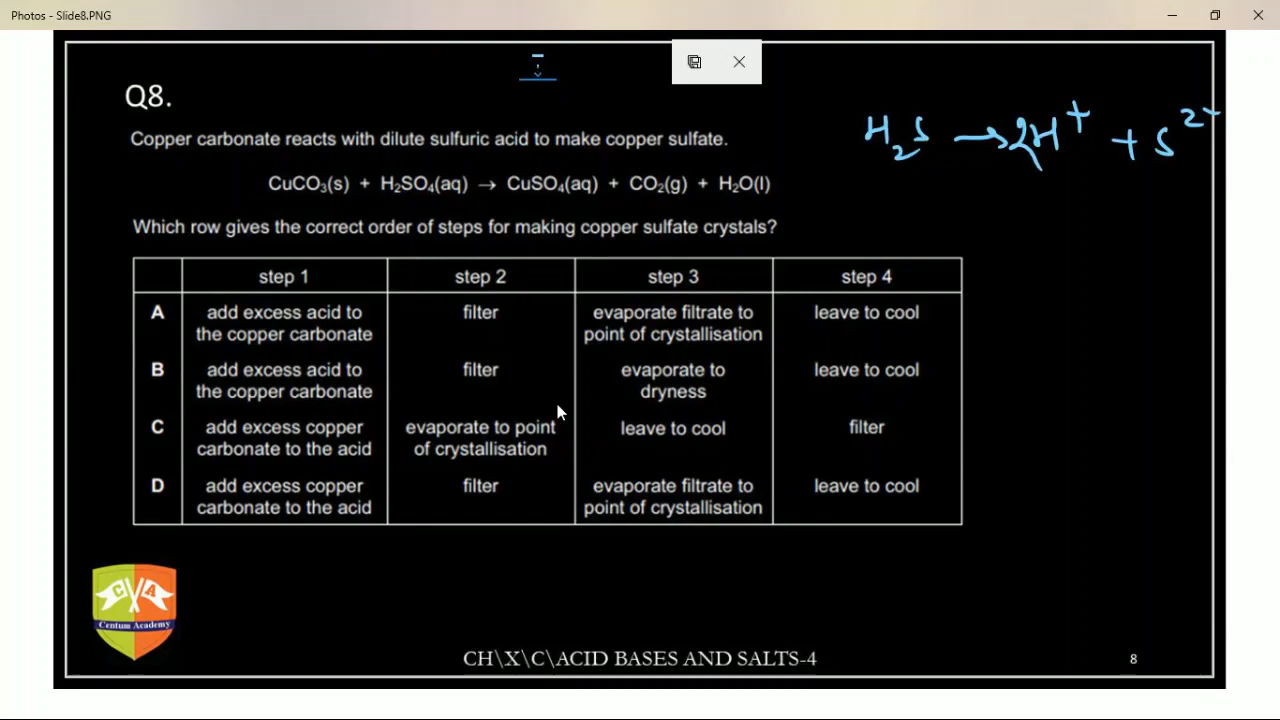 Photos - Slide8.PNG
Q8.
H₂S → 2H⁺ + S²⁻
Copper carbonate reacts with dilute sulfuric acid to make copper sulfate.
CuCO₃(s) + H₂SO₄(aq) → CuSO₄(aq) + CO₂(g) + H₂O(l)
Which row gives the correct order of steps for making copper sulfate crystals?
step 1 step 2 step 3 step 4
A add excess acid to the copper carbonate filter evaporate filtrate to point of crystallisation leave to cool
B add excess acid to the copper carbonate filter evaporate to dryness leave to cool
C add excess copper carbonate to the acid evaporate to point of crystallisation leave to cool filter
D add excess copper carbonate to the acid filter evaporate filtrate to point of crystallisation leave to cool
C A
Centum Academy
CH\X\C\ACID BASES AND SALTS-4
8